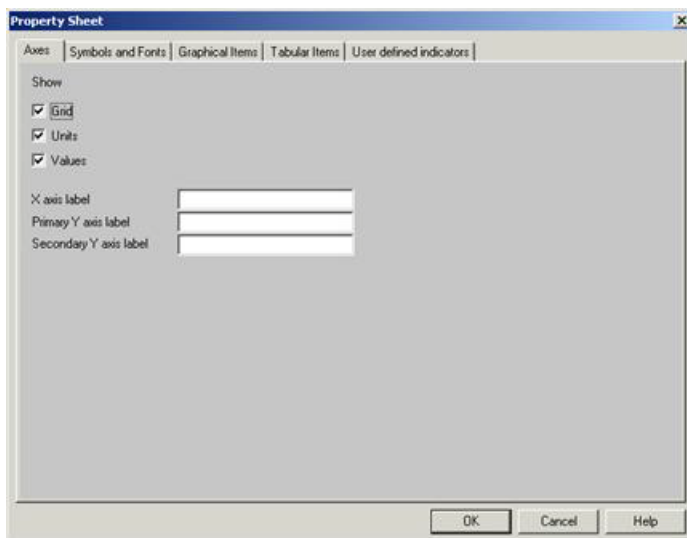 Property Sheet
Axes Symbols and Fonts Graphical Items Tabular Items User defined indicators
Show
Grid
Units
Values
X axis label
Primary Y axis label
Secondary Y axis label
OK Cancel Help